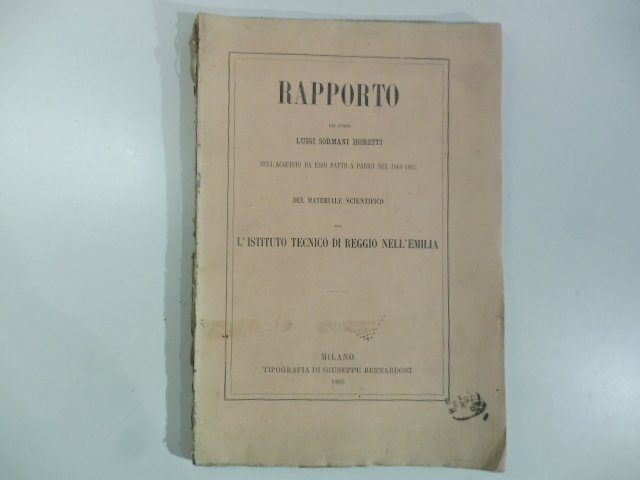 RAPPORTO
DEL CONTE
LUIGI SORMANI MORETTI
SULL'ACQUISTO DA ESSO FATTO A PARIGI NEL 1864-1865
DEL MATERIALE SCIENTIFICO
PER
L'ISTITUTO TECNICO DI REGGIO NELL'EMILIA
MILANO
TIPOGRAFIA DI GIUSEPPE BERNARDONI